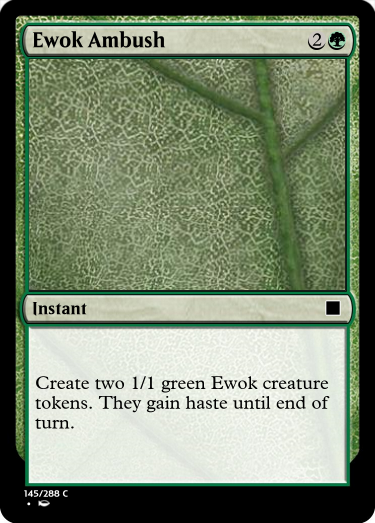 Ewok Ambush 2
Instant
Create two 1/1 green Ewok creature
tokens. They gain haste until end of
turn.
145/288 C